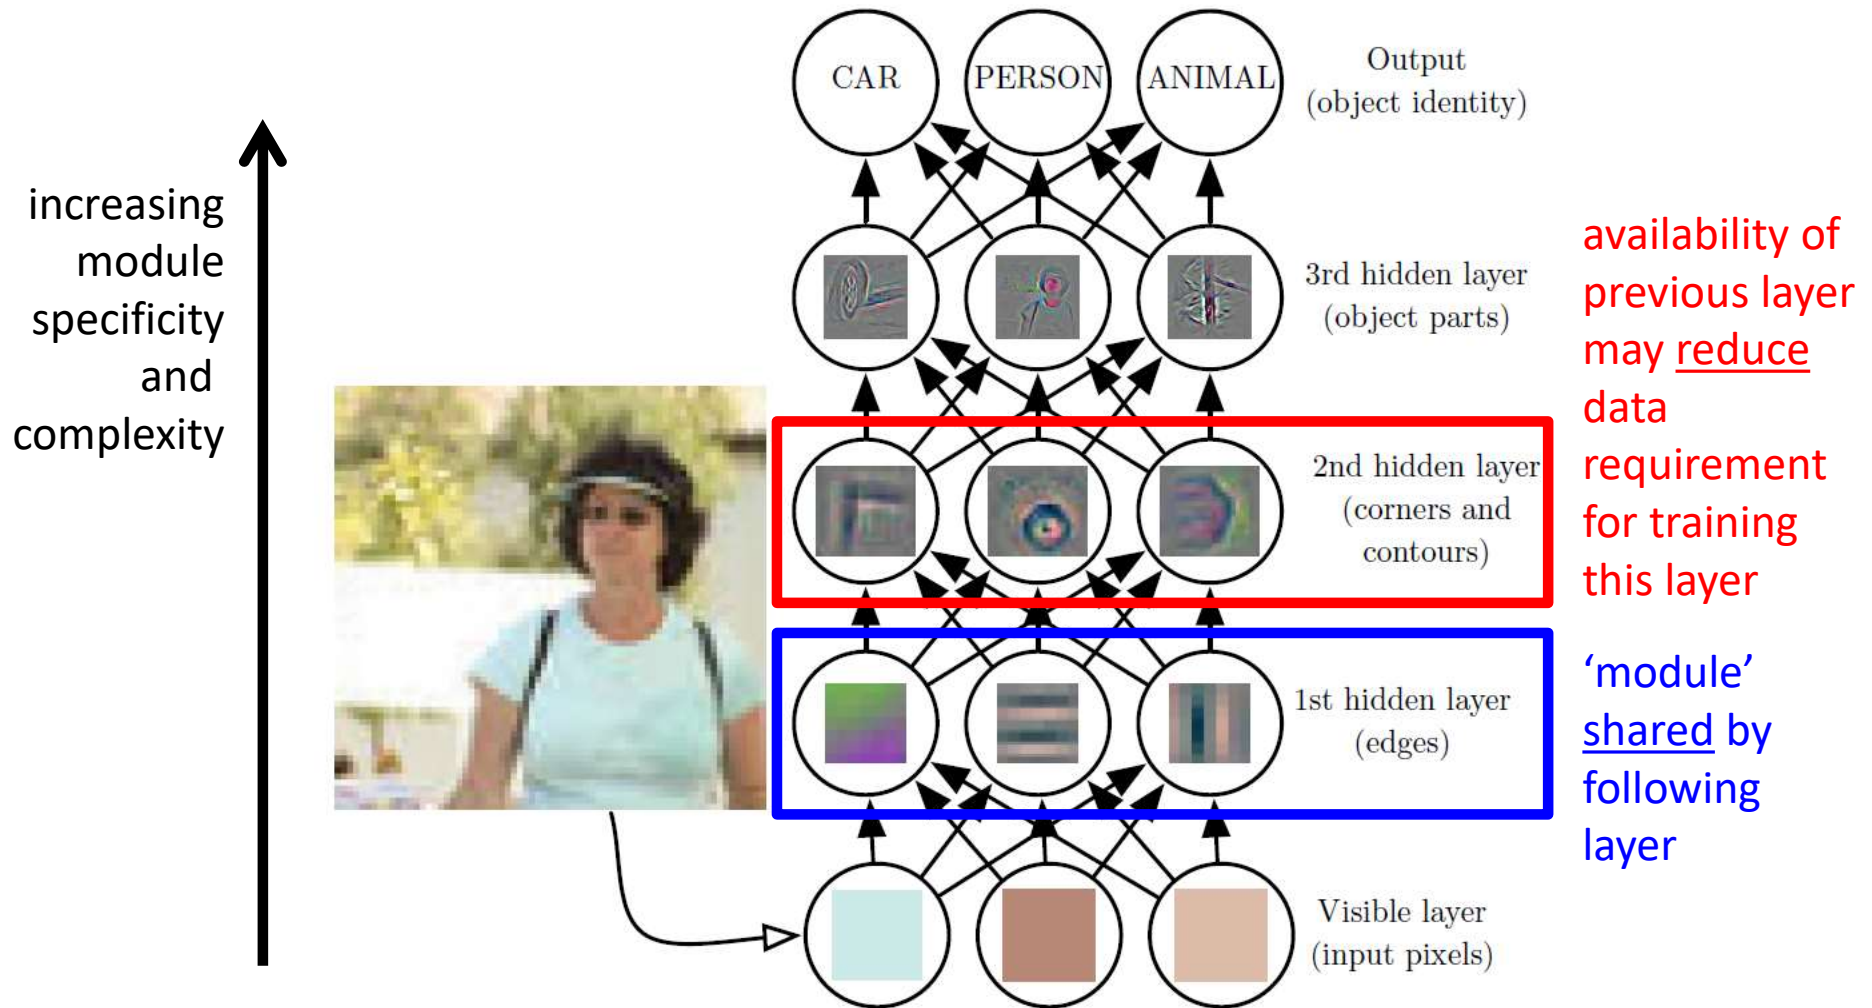 CAR
PERSON
ANIMAL
Output
(object identity)
increasing
module
specificity
and
complexity
3rd hidden layer
(object parts)
2nd hidden layer
(corners and
contours)
1st hidden layer
(edges)
Visible layer
(input pixels)
availability of
previous layer
may reduce
data
requirement
for training
this layer
‘module’
shared by
following
layer